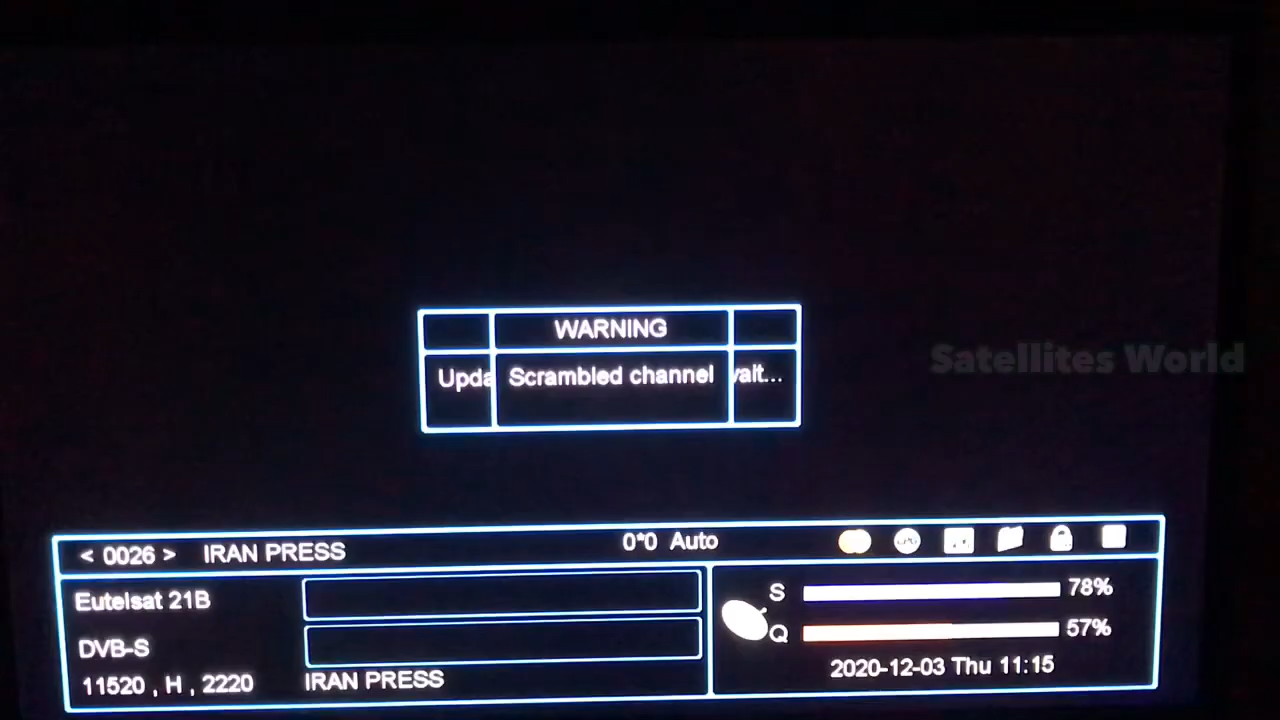 WARNING
Upda Scrambled channel vait...
Satellites World
< 0026 > IRAN PRESS 0*0 Auto
Eutelsat 21B
DVB-S
11520 , H , 2220 IRAN PRESS
S 78%
Q 57%
2020-12-03 Thu 11:15